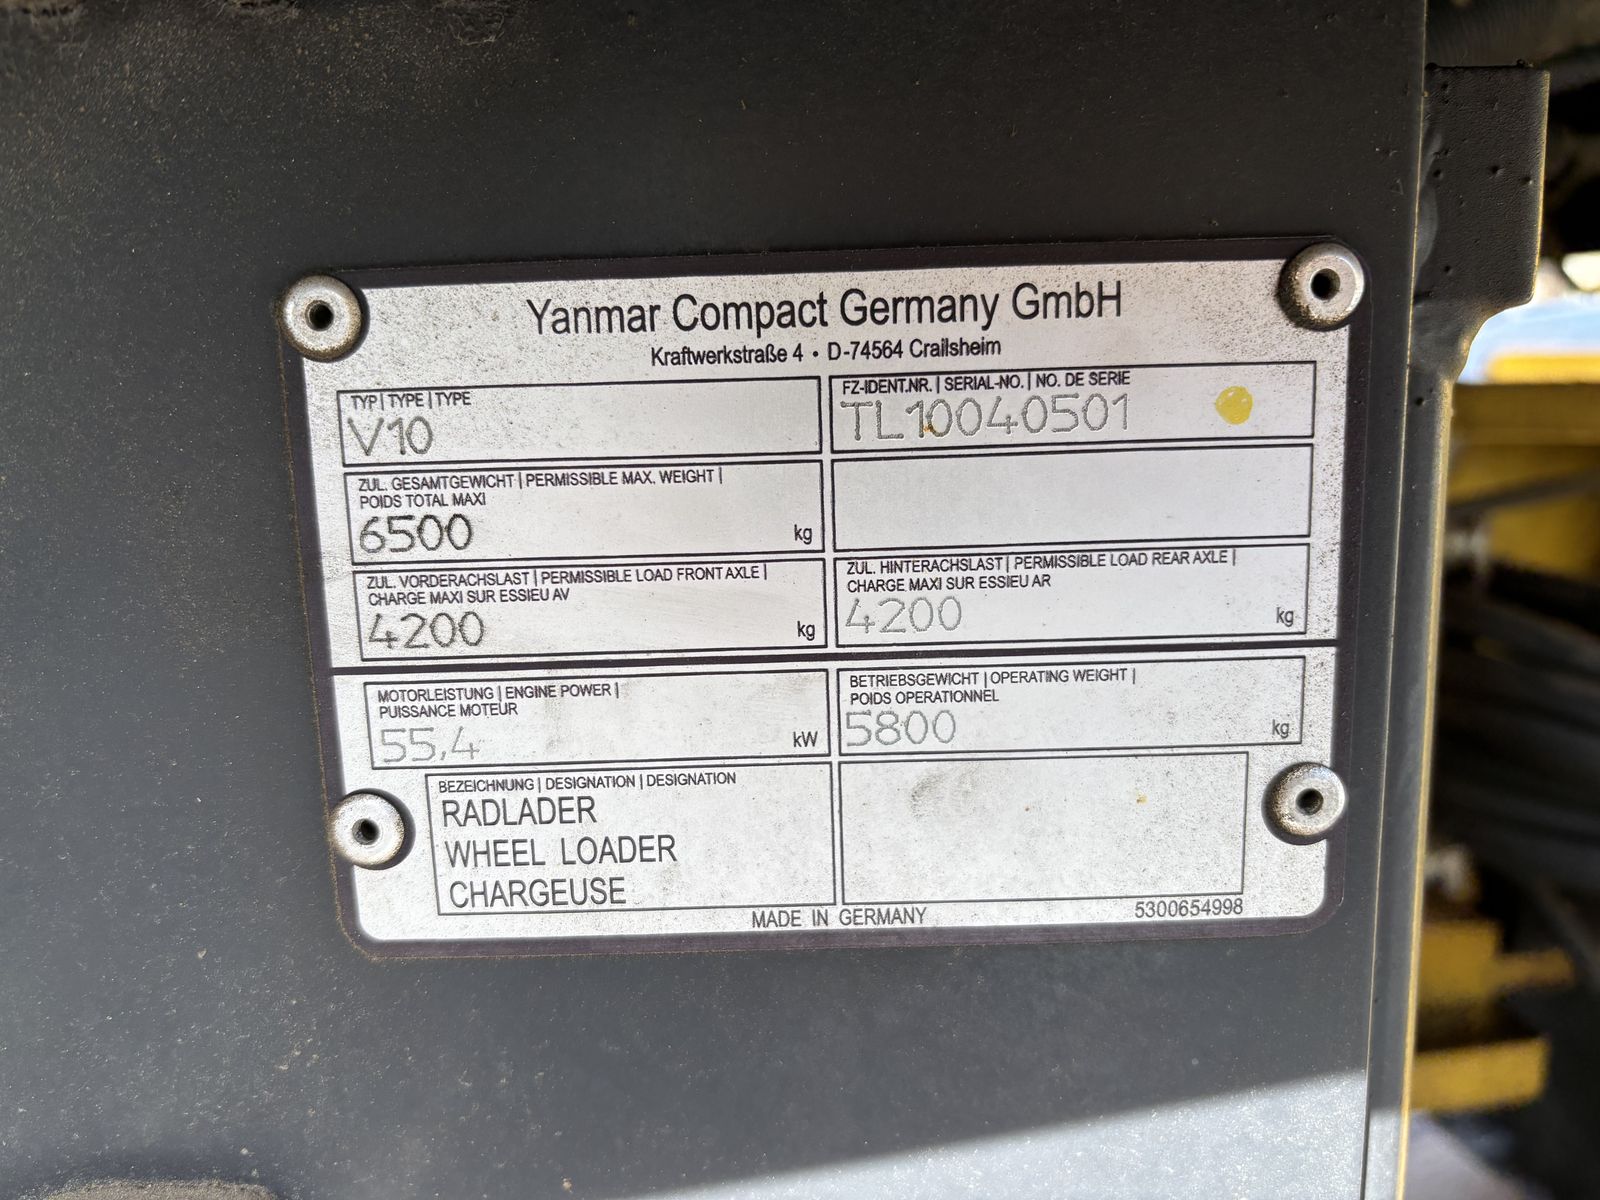 Yanmar Compact Germany GmbH
Kraftwerkstraße 4 • D-74564 Crailsheim
TYP | TYPE | TYPE
V10
FZ-IDENT.NR. | SERIAL-NO. | NO. DE SERIE
TL10040501
ZUL. GESAMTGEWICHT | PERMISSIBLE MAX. WEIGHT |
POIDS TOTAL MAXI
6500 kg
ZUL. VORDERACHSLAST | PERMISSIBLE LOAD FRONT AXLE |
CHARGE MAXI SUR ESSIEU AV
4200 kg
ZUL. HINTERACHSLAST | PERMISSIBLE LOAD REAR AXLE |
CHARGE MAXI SUR ESSIEU AR
4200 kg
MOTORLEISTUNG | ENGINE POWER |
PUISSANCE MOTEUR
55,4 kW
BETRIEBSGEWICHT | OPERATING WEIGHT |
POIDS OPERATIONNEL
5800 kg
BEZEICHNUNG | DESIGNATION | DESIGNATION
RADLADER
WHEEL LOADER
CHARGEUSE
MADE IN GERMANY
5300654998